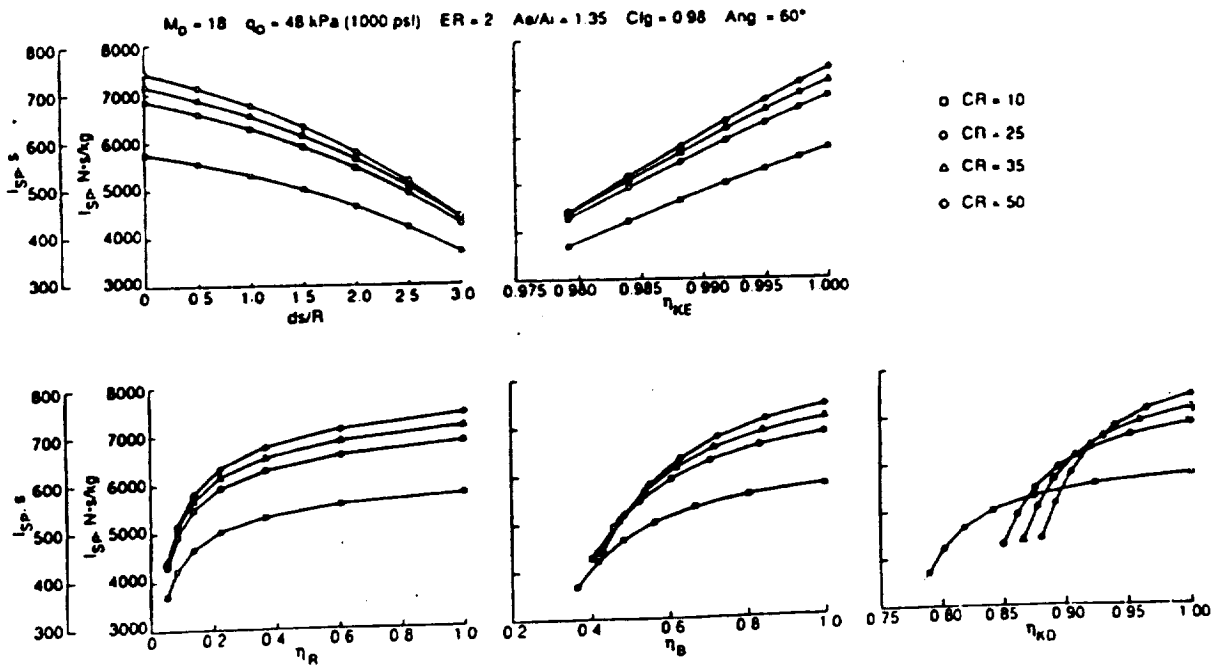 M₀ = 18 q₀ = 48 kPa (1000 psf) ER = 2 Ae/Ai = 1.35 Cfg = 0.98 Ang = 60°
800
700
600
500
400
300
I_SP, s
8000
7000
6000
5000
4000
3000
I_SP, N·s/kg
0 0.5 1.0 1.5 2.0 2.5 3.0
ds/R
0.975 0.980 0.985 0.990 0.995 1.000
η_KE
□ CR = 10
○ CR = 25
△ CR = 35
◇ CR = 50
800
700
600
500
400
300
I_SP, s
8000
7000
6000
5000
4000
3000
I_SP, N·s/kg
0 0.2 0.4 0.6 0.8 1.0
η_R
0.2 0.4 0.6 0.8 1.0
η_B
0.75 0.80 0.85 0.90 0.95 1.00
η_KD